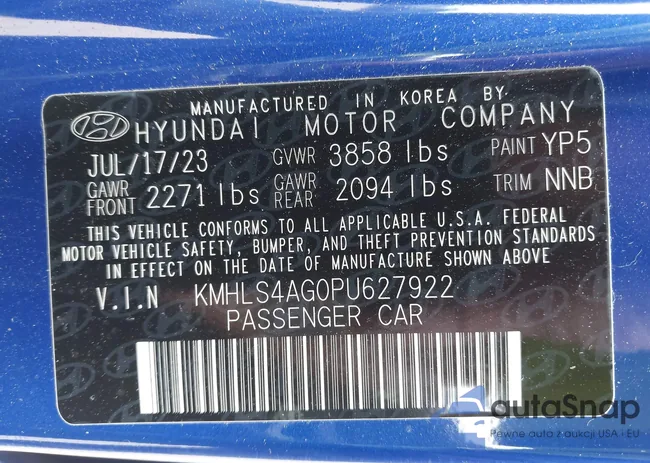 MANUFACTURED IN KOREA BY
HYUNDAI MOTOR COMPANY
JUL/17/23 GVWR 3858 lbs PAINT YP5
GAWR FRONT 2271 lbs GAWR REAR 2094 lbs TRIM NNB
THIS VEHICLE CONFORMS TO ALL APPLICABLE U.S.A. FEDERAL
MOTOR VEHICLE SAFETY, BUMPER, AND THEFT PREVENTION STANDARDS
IN EFFECT ON THE DATE OF MANUFACTURE SHOWN ABOVE
V.I.N KMHLS4AG0PU627922
PASSENGER CAR
autaSnap
Pewne auta z aukcji USA - EU